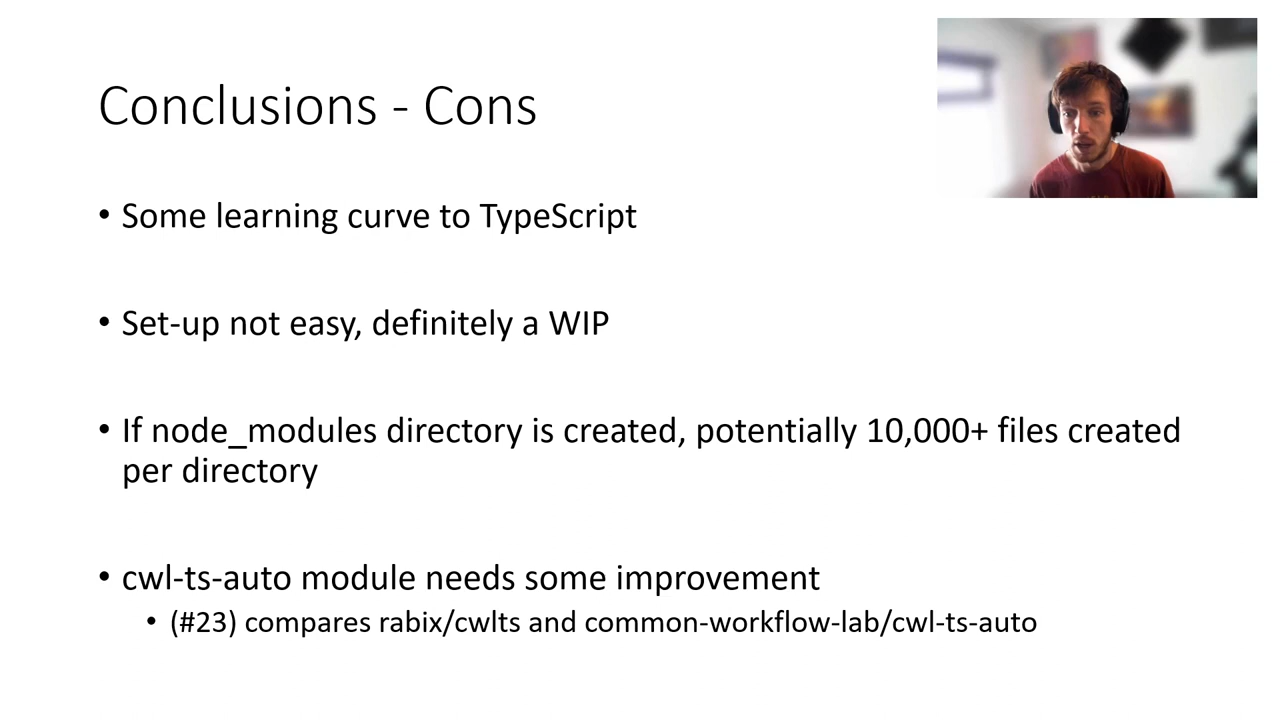 Conclusions - Cons
• Some learning curve to TypeScript
• Set-up not easy, definitely a WIP
• If node_modules directory is created, potentially 10,000+ files created
per directory
• cwl-ts-auto module needs some improvement
• (#23) compares rabix/cwlts and common-workflow-lab/cwl-ts-auto